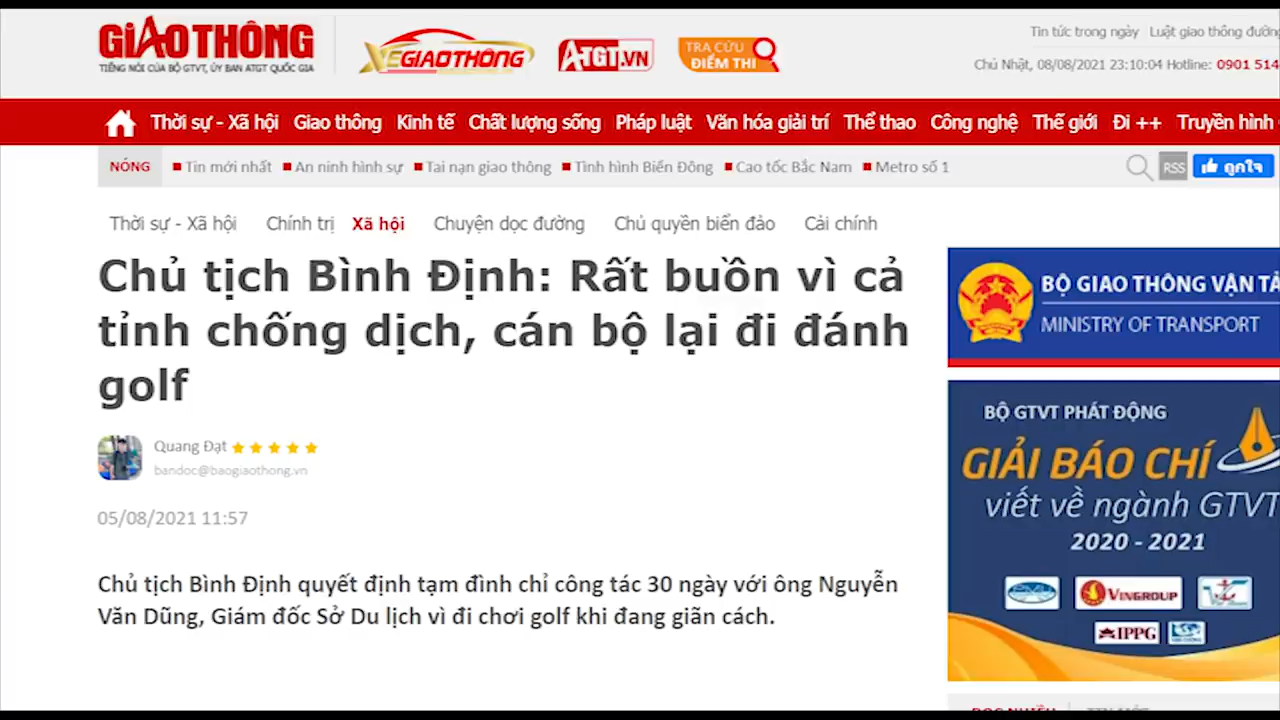 GIAO THÔNG
TIẾNG NÓI CỦA BỘ GTVT, ỦY BAN ATGT QUỐC GIA
XEGIAOTHÔNG
ATGT.VN
TRA CỨU
ĐIỂM THI
Tin tức trong ngày Luật giao thông đường
Chủ Nhật, 08/08/2021 23:10:04 Hotline: 0901 514
Thời sự - Xã hội Giao thông Kinh tế Chất lượng sống Pháp luật Văn hóa giải trí Thể thao Công nghệ Thế giới Đi ++ Truyền hình
NÓNG Tin mới nhất An ninh hình sự Tai nạn giao thông Tình hình Biển Đông Cao tốc Bắc Nam Metro số 1 RSS ถูกใจ
Thời sự - Xã hội Chính trị Xã hội Chuyện dọc đường Chủ quyền biển đảo Cải chính
Chủ tịch Bình Định: Rất buồn vì cả
tỉnh chống dịch, cán bộ lại đi đánh
golf
Quang Đạt
bandoc@baogiaothong.vn
05/08/2021 11:57
Chủ tịch Bình Định quyết định tạm đình chỉ công tác 30 ngày với ông Nguyễn
Văn Dũng, Giám đốc Sở Du lịch vì đi chơi golf khi đang giãn cách.
BỘ GIAO THÔNG VẬN TẢ
MINISTRY OF TRANSPORT
BỘ GTVT PHÁT ĐỘNG
GIẢI BÁO CHÍ
viết về ngành GTVT
2020 - 2021
VINGROUP
IPPG
ĐỌC NHIỀU TIN MỚI